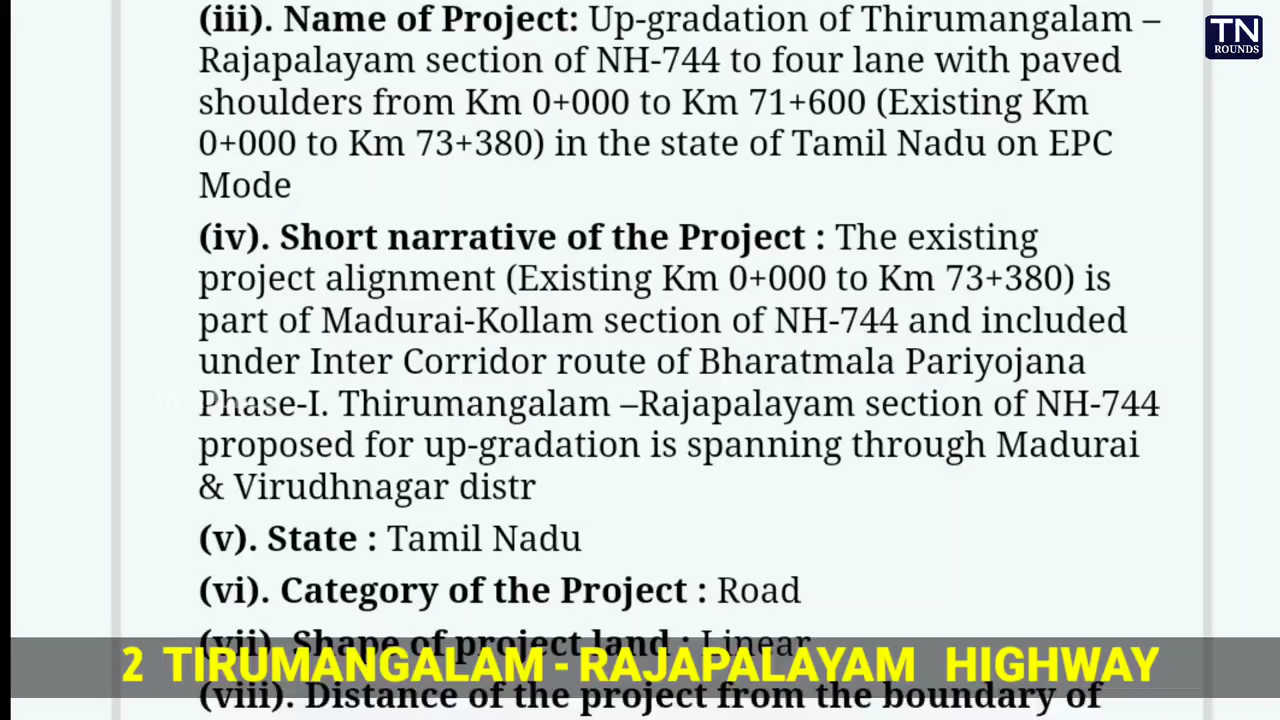 TN
ROUNDS
(iii). Name of Project: Up-gradation of Thirumangalam –
Rajapalayam section of NH-744 to four lane with paved
shoulders from Km 0+000 to Km 71+600 (Existing Km
0+000 to Km 73+380) in the state of Tamil Nadu on EPC
Mode
(iv). Short narrative of the Project : The existing
project alignment (Existing Km 0+000 to Km 73+380) is
part of Madurai-Kollam section of NH-744 and included
under Inter Corridor route of Bharatmala Pariyojana
Phase-I. Thirumangalam –Rajapalayam section of NH-744
proposed for up-gradation is spanning through Madurai
& Virudhnagar distr
(v). State : Tamil Nadu
(vi). Category of the Project : Road
(vii). Shape of project land : Linear
2 TIRUMANGALAM - RAJAPALAYAM HIGHWAY
(viii). Distance of the project from the boundary of